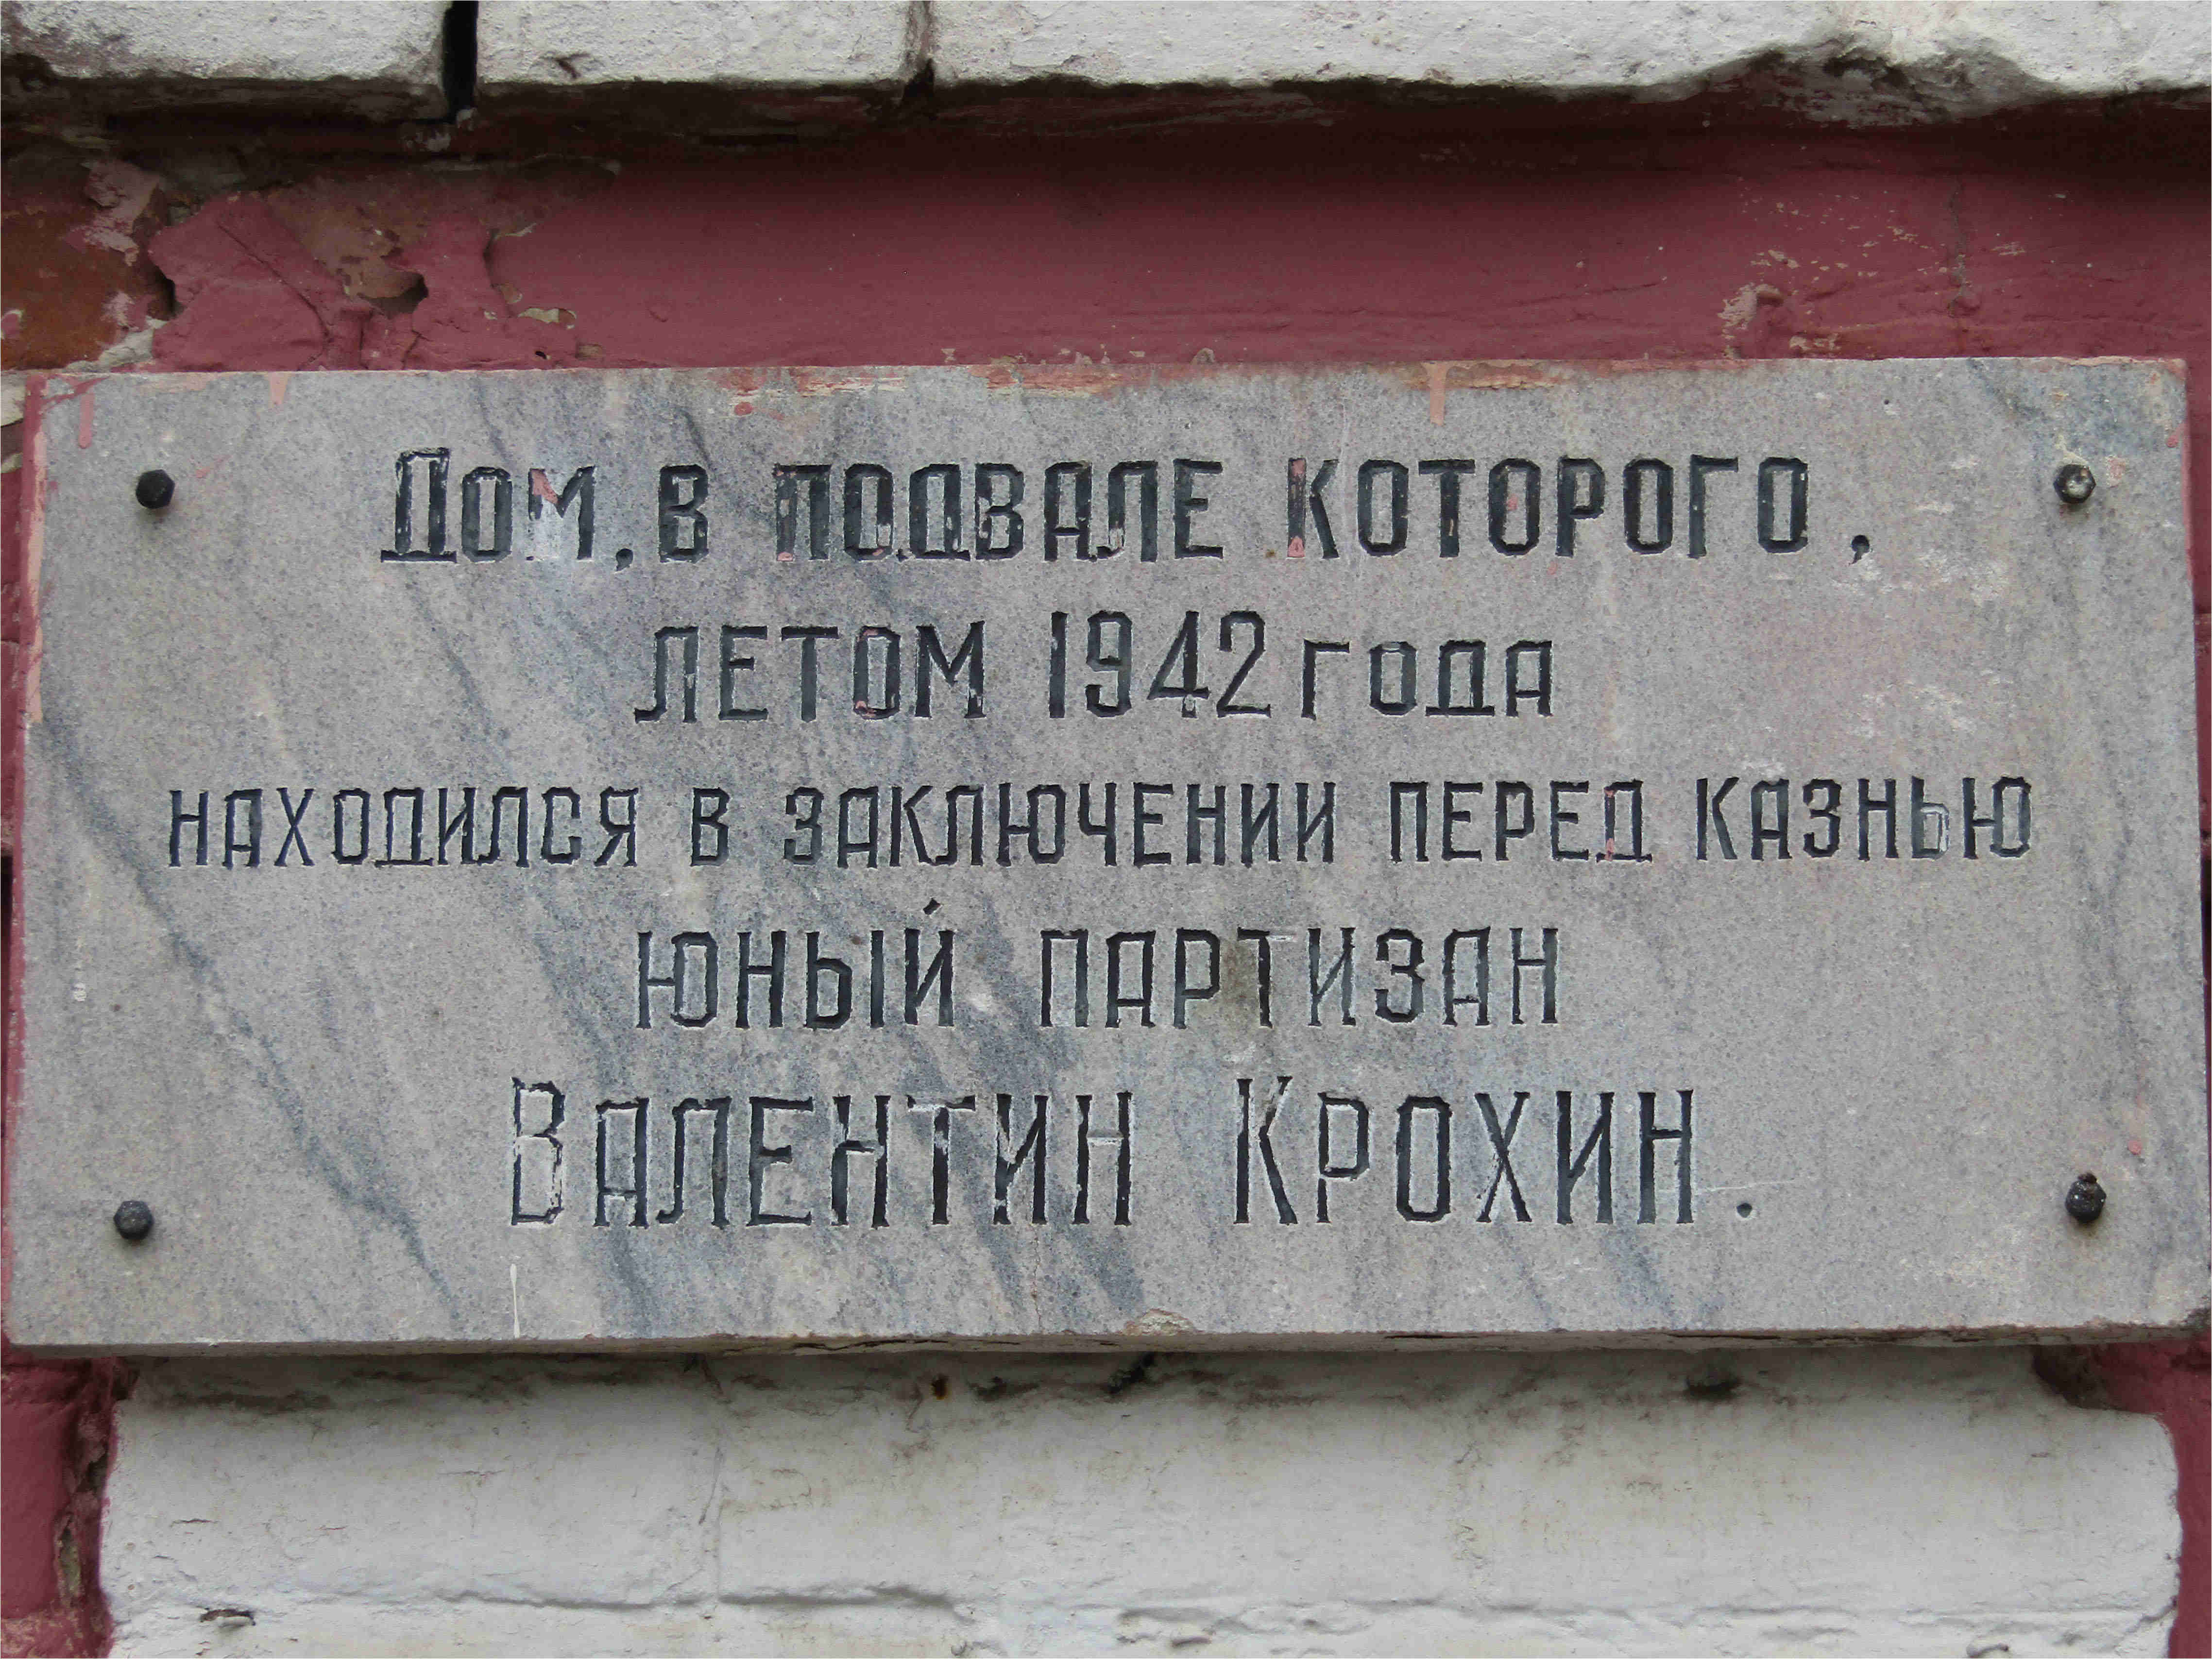 Дом, в подвале которого,
летом 1942 года
находился в заключении перед казнью
юный партизан
Валентин Крохин.